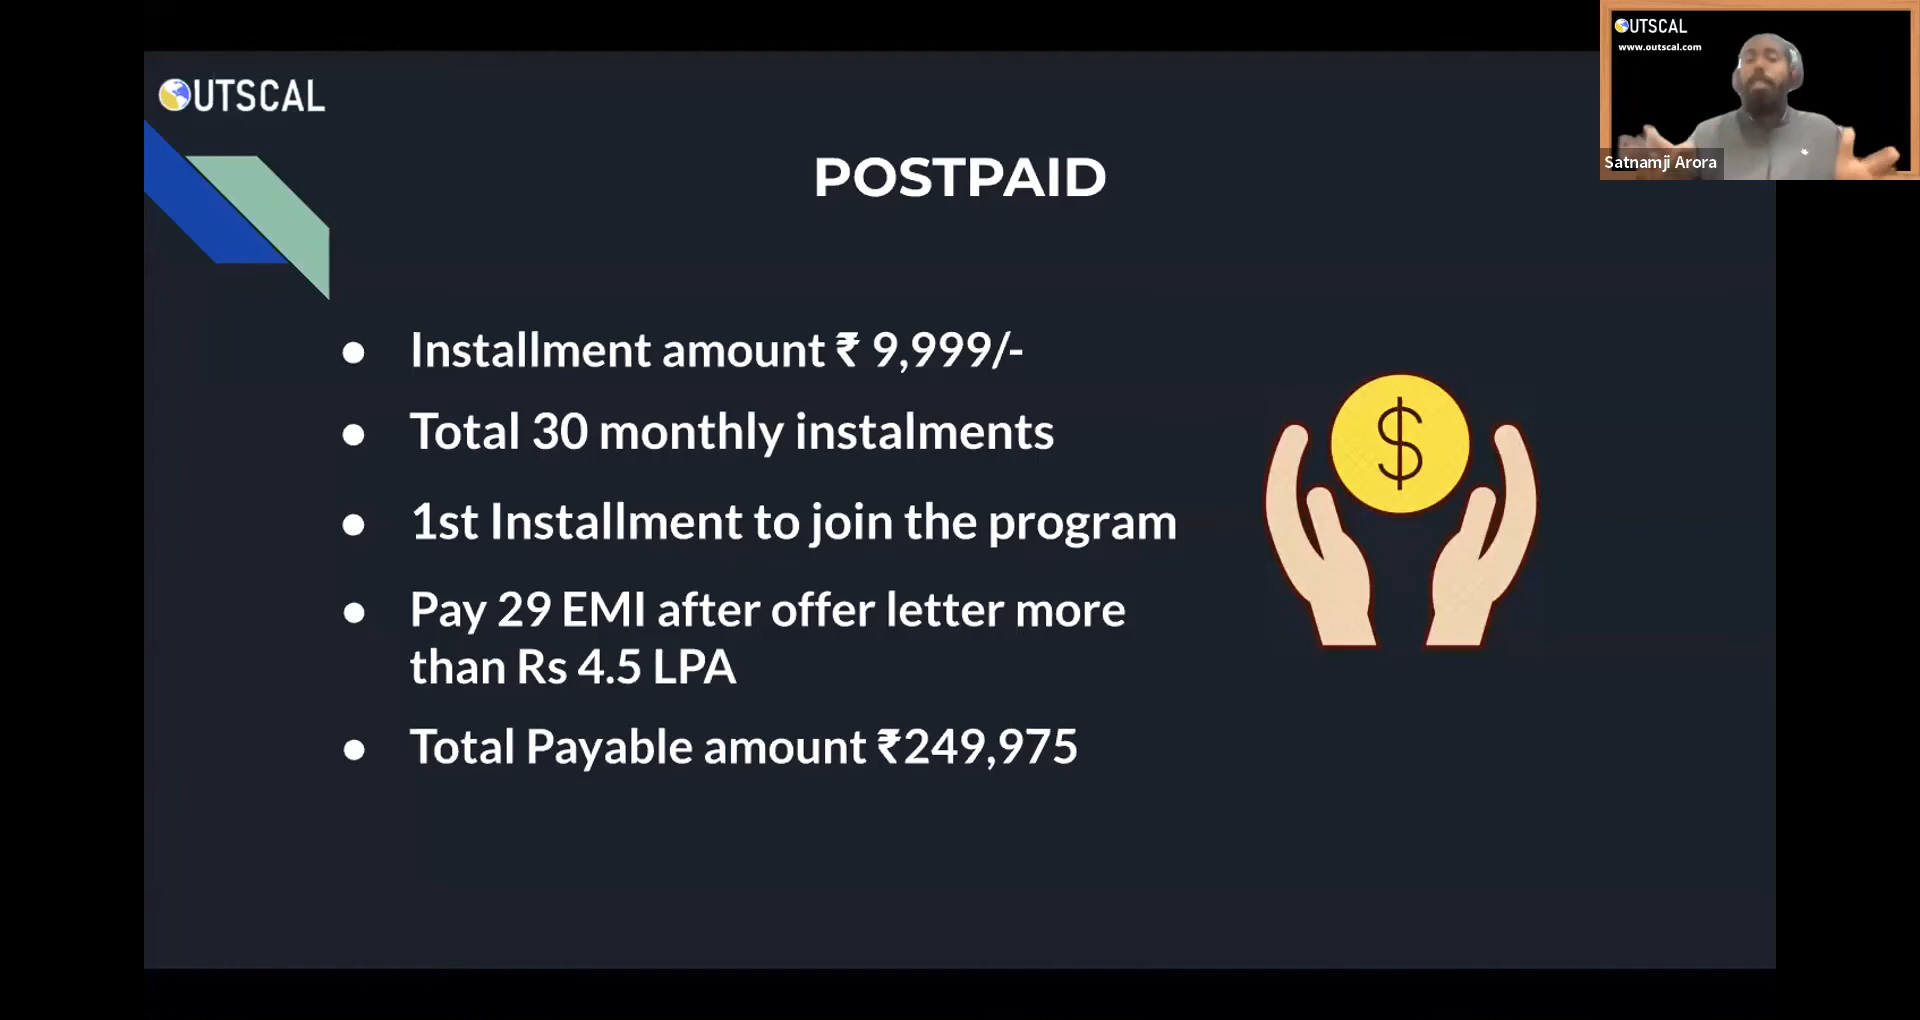 OUTSCAL
www.outscal.com
Satnamji Arora
OUTSCAL
POSTPAID
● Installment amount ₹ 9,999/-
● Total 30 monthly instalments
● 1st Installment to join the program
● Pay 29 EMI after offer letter more
than Rs 4.5 LPA
● Total Payable amount ₹249,975
$